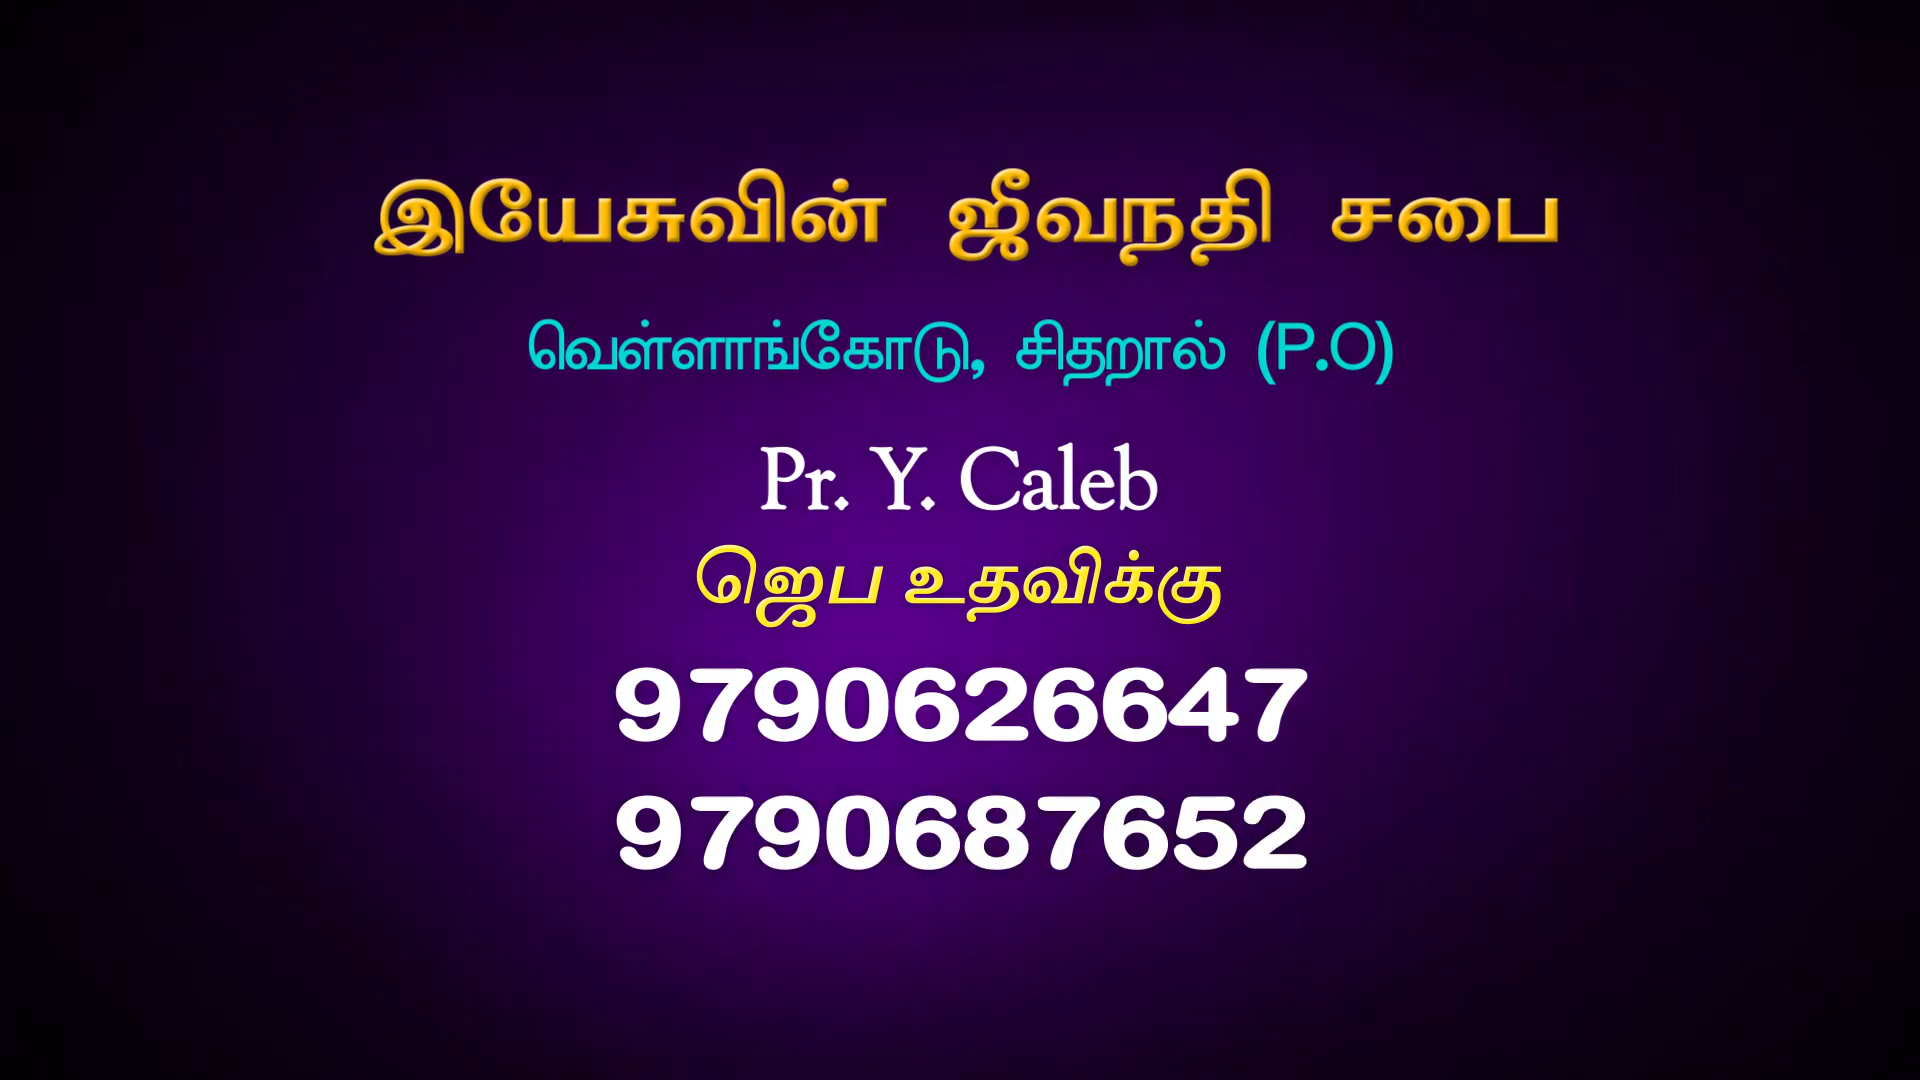 இயேசுவின் ஜீவநதி சபை
வெள்ளாங்கோடு, சிதறால் (P.O)
Pr. Y. Caleb
ஜெப உதவிக்கு
9790626647
9790687652